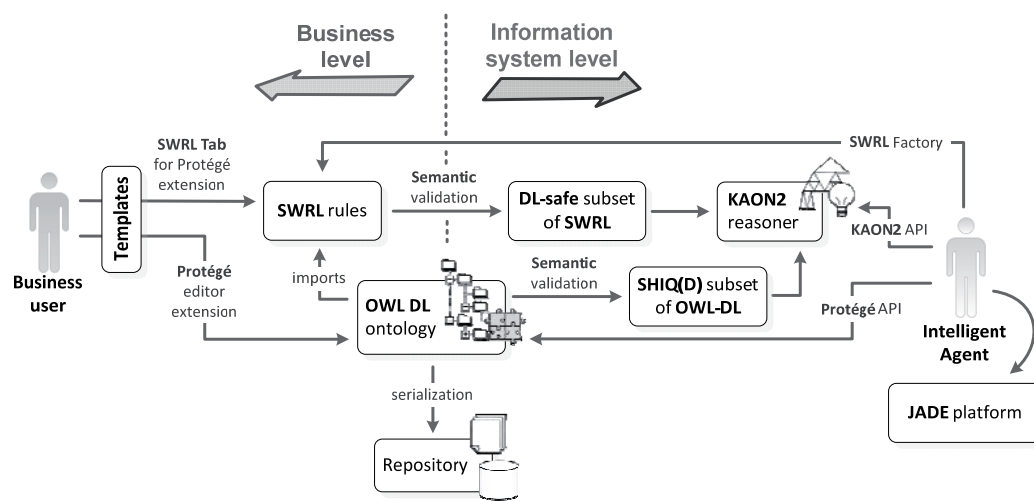 Business
level
Information
system level
SWRL Tab
for Protégé
extension
SWRL Factory
Templates
SWRL rules
Semantic
validation
DL-safe subset
of SWRL
KAON2
reasoner
KAON2 API
Business
user
Protégé
editor
extension
imports
OWL DL
ontology
Semantic
validation
SHIQ(D) subset
of OWL-DL
Protégé API
Intelligent
Agent
serialization
JADE platform
Repository